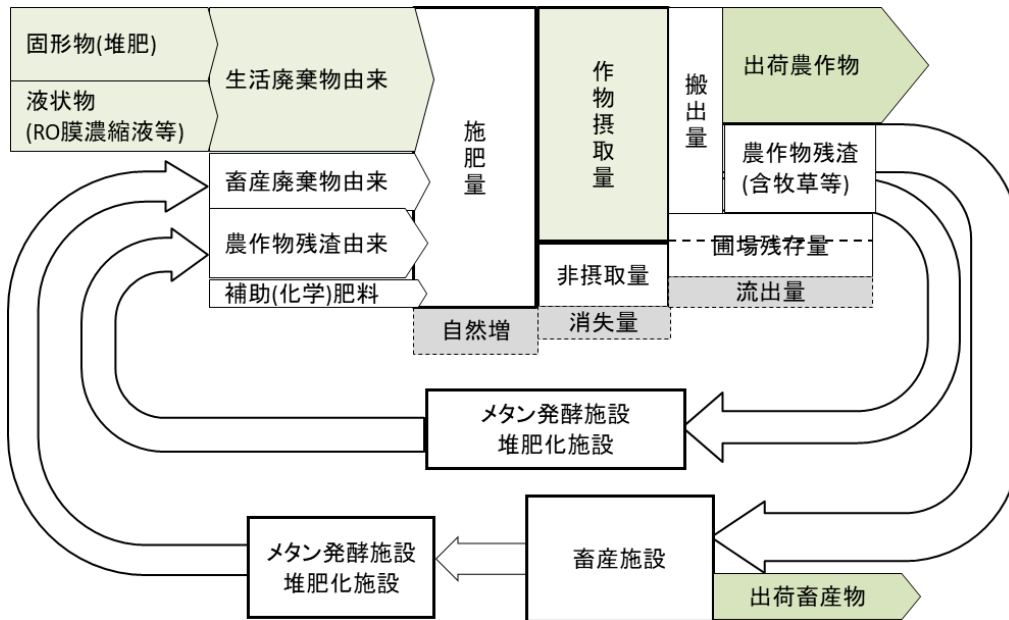 固形物(堆肥)
液状物
(RO膜濃縮液等)
生活廃棄物由来
畜産廃棄物由来
農作物残渣由来
補助(化学)肥料
施肥量
自然増
作物摂取量
非摂取量
消失量
搬出量
出荷農作物
農作物残渣
(含牧草等)
圃場残存量
流出量
メタン発酵施設
堆肥化施設
メタン発酵施設
堆肥化施設
畜産施設
出荷畜産物